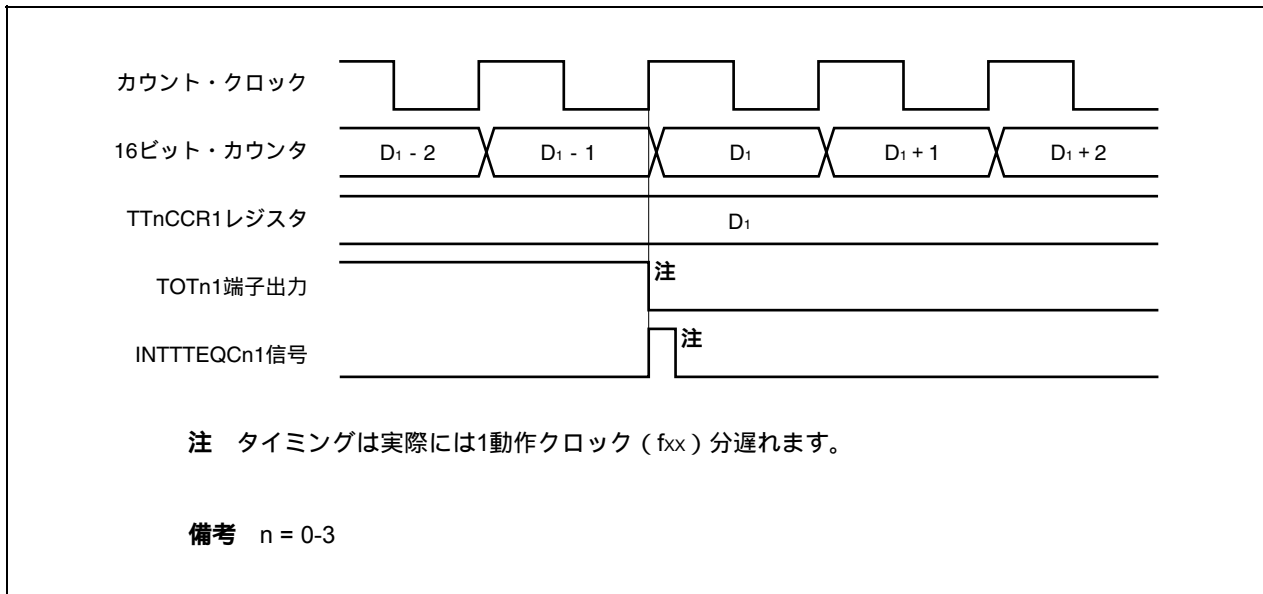 カウント・クロック
16ビット・カウンタ
D1 - 2
D1 - 1
D1
D1 + 1
D1 + 2
TTnCCR1レジスタ
D1
TOTn1端子出力
注
INTTTEQCn1信号
注
注 タイミングは実際には1動作クロック（fxx）分遅れます。
備考 n = 0-3